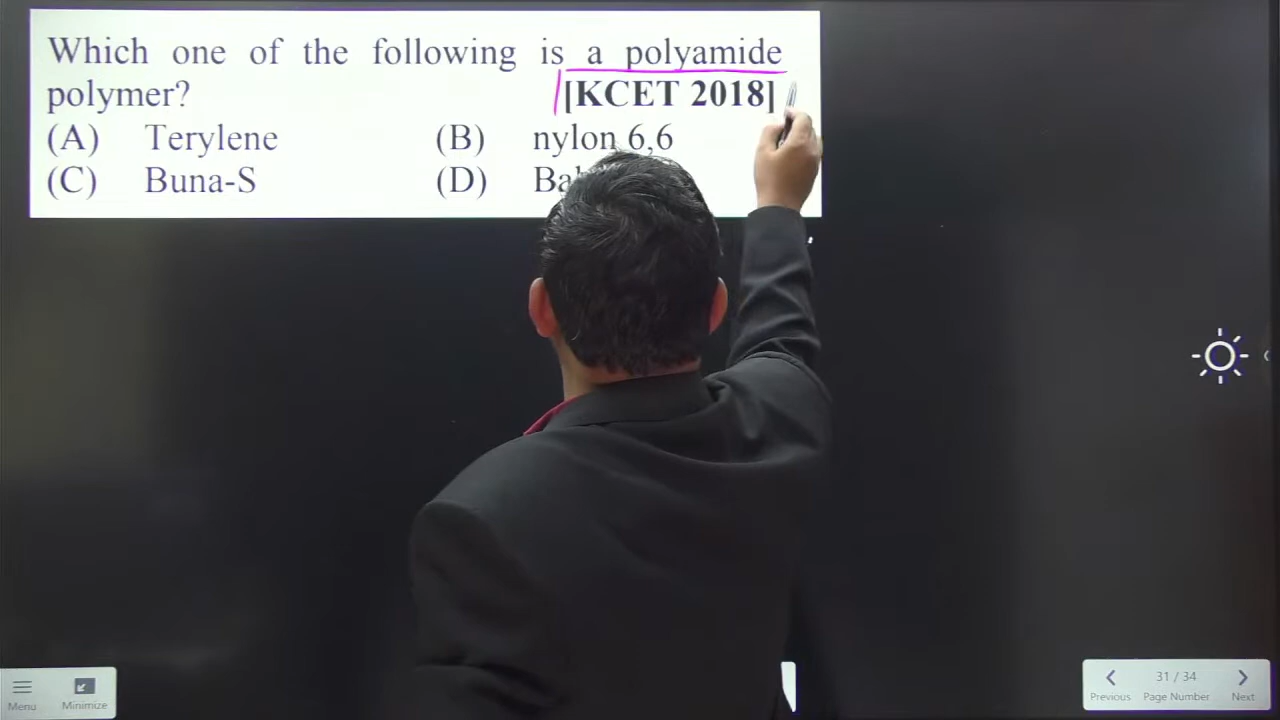 Which one of the following is a polyamide
polymer? [KCET 2018]
(A) Terylene (B) nylon 6,6
(C) Buna-S (D)
Menu Minimize
31 / 34
Previous Page Number Next